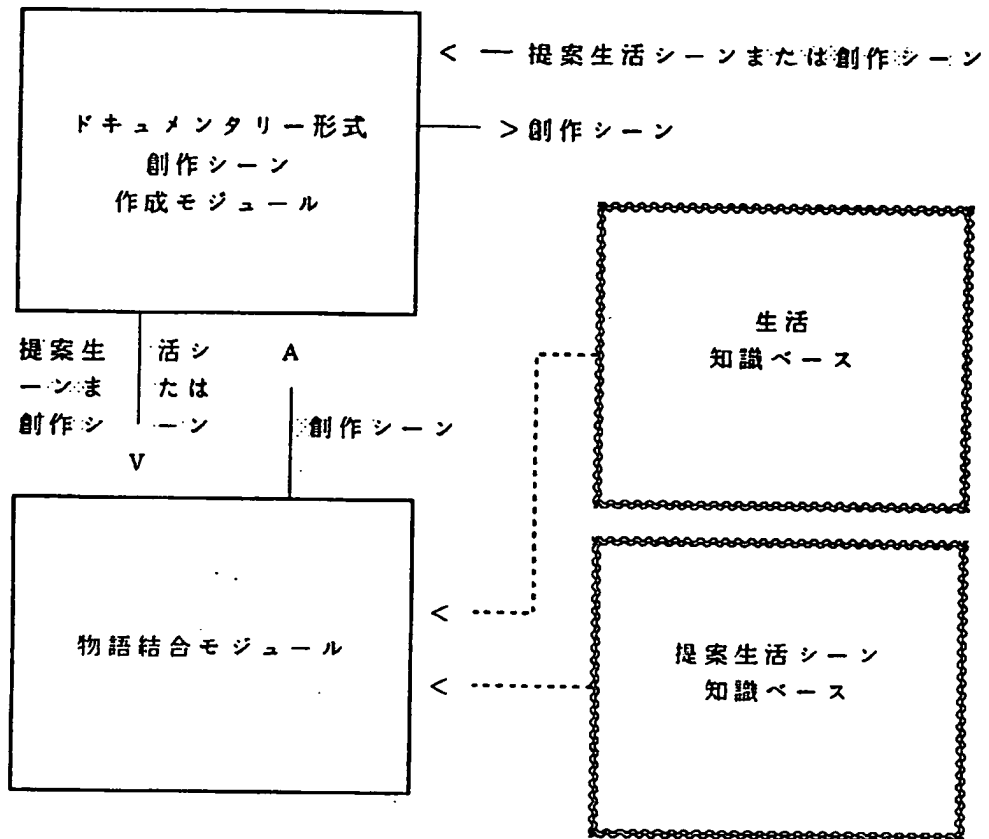 提案生活シーンまたは創作シーン
ドキュメンタリー形式
創作シーン
作成モジュール
創作シーン
生活
知識ベース
提案生 活シ
ーンま たは
創作シ ーン
A
創作シーン
V
物語結合モジュール
提案生活シーン
知識ベース